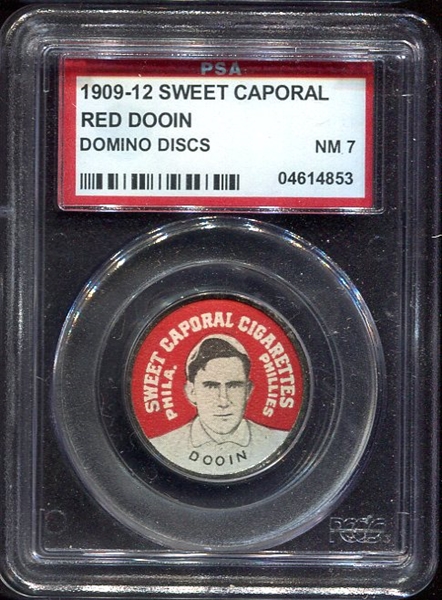 PSA
1909-12 SWEET CAPORAL
RED DOOIN
DOMINO DISCS NM 7
04614853
SWEET CAPORAL CIGARETTES
PHILA. PHILLIES
DOOIN